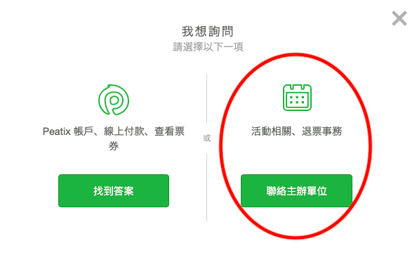 我想詢問
請選擇以下一項
Peatix 帳戶、線上付款、查看票
券
找到答案
或
活動相關、退票事務
聯絡主辦單位